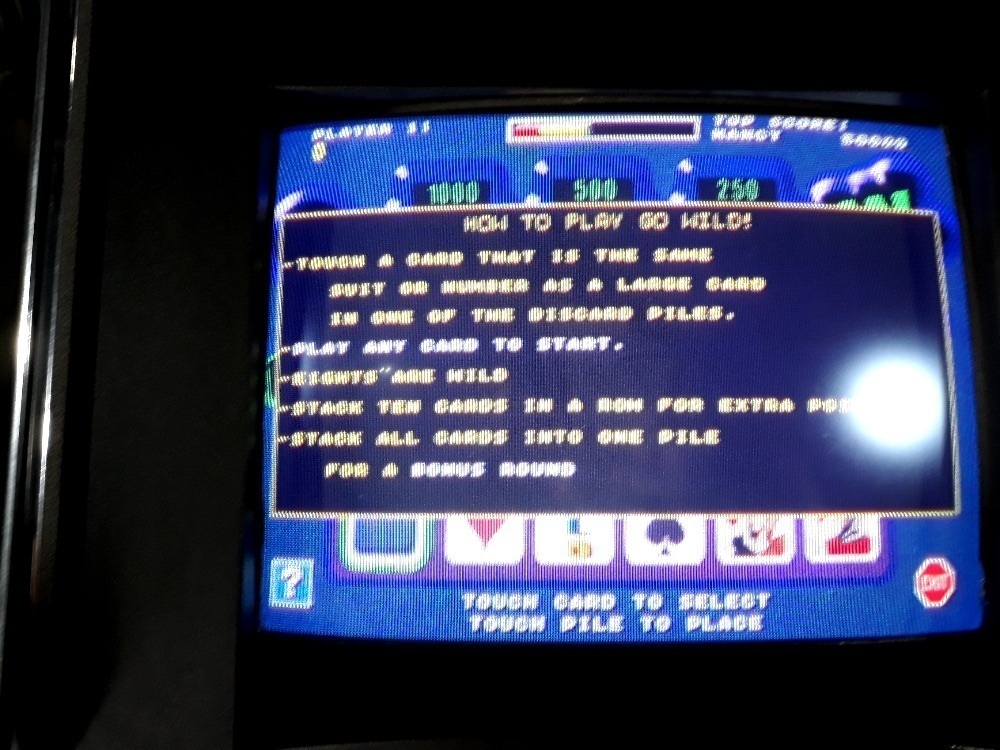 PLAYER 1:
0
TOP SCORE:
NANCY
50000
1000
500
250
HOW TO PLAY GO WILD!
-TOUCH A CARD THAT IS THE SAME
SUIT OR NUMBER AS A LARGE CARD
IN ONE OF THE DISCARD PILES.
-PLAY ANY CARD TO START.
-EIGHTS ARE WILD
-STACK TEN CARDS IN A ROW FOR EXTRA
-STACK ALL CARDS INTO ONE PILE
FOR A BONUS ROUND
?
EXIT
TOUCH CARD TO SELECT
TOUCH PILE TO PLACE